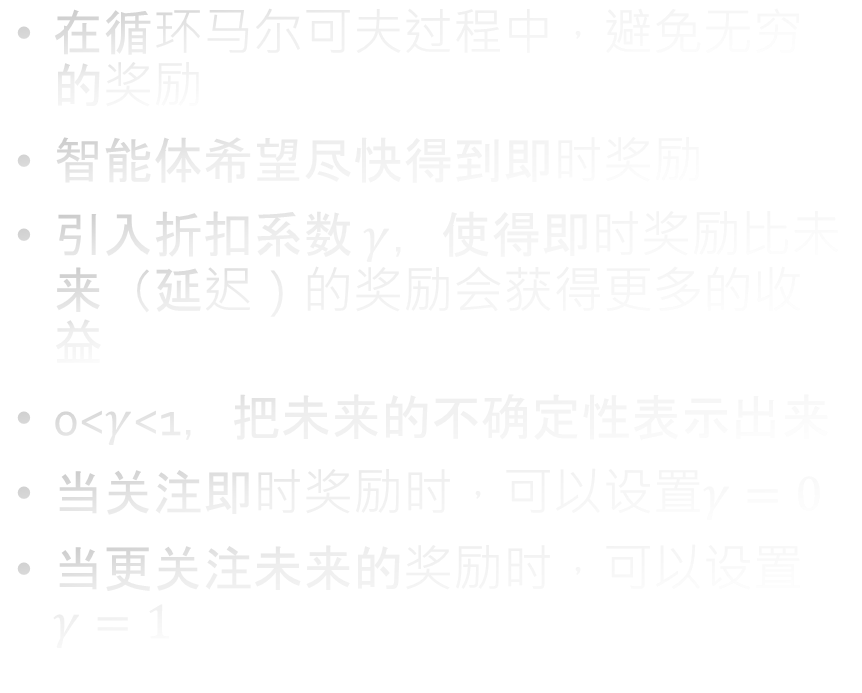 • 在循环马尔可夫过程中，避免无穷
的奖励
• 智能体希望尽快得到即时奖励
• 引入折扣系数 γ， 使得即时奖励比未
来（延迟）的奖励会获得更多的收
益
• 0<γ<1， 把未来的不确定性表示出来
• 当关注即时奖励时，可以设置γ = 0
• 当更关注未来的奖励时，可以设置
γ = 1